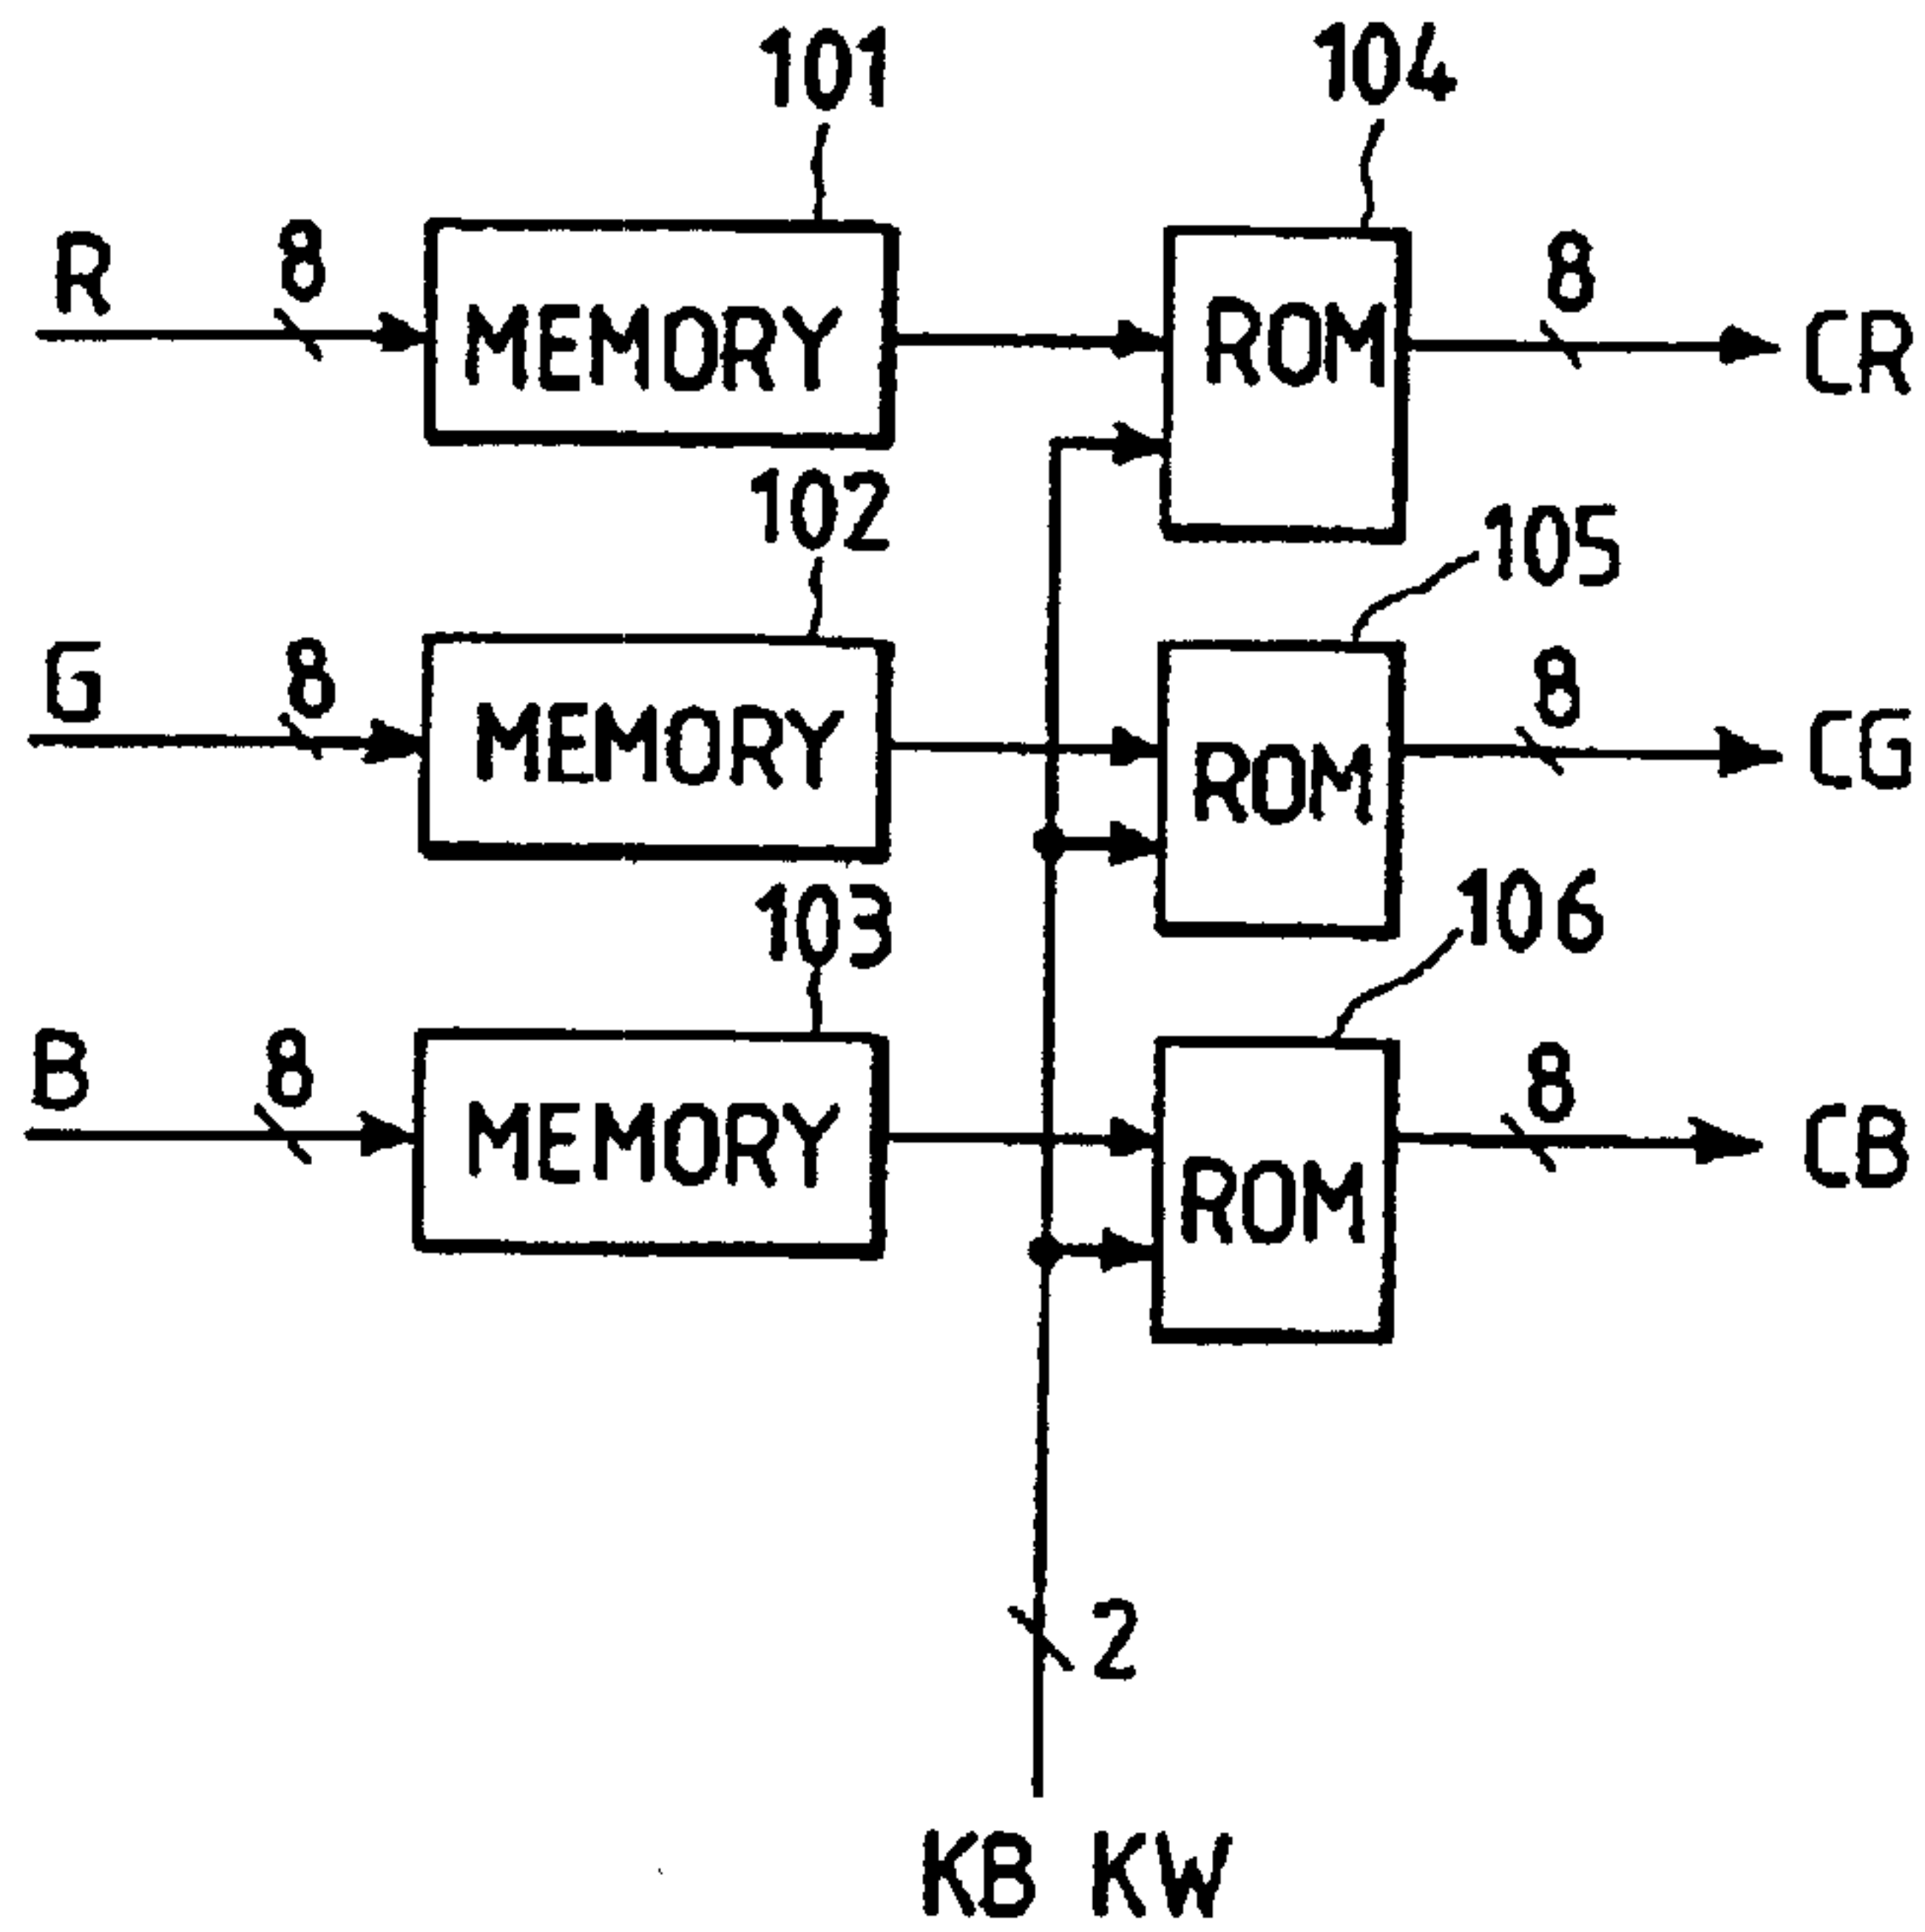 101 104
R 8 MEMORY ROM 8 CR
102 105
G 8 MEMORY ROM 8 CG
103 106
B 8 MEMORY ROM 8 CB
2
KB KW